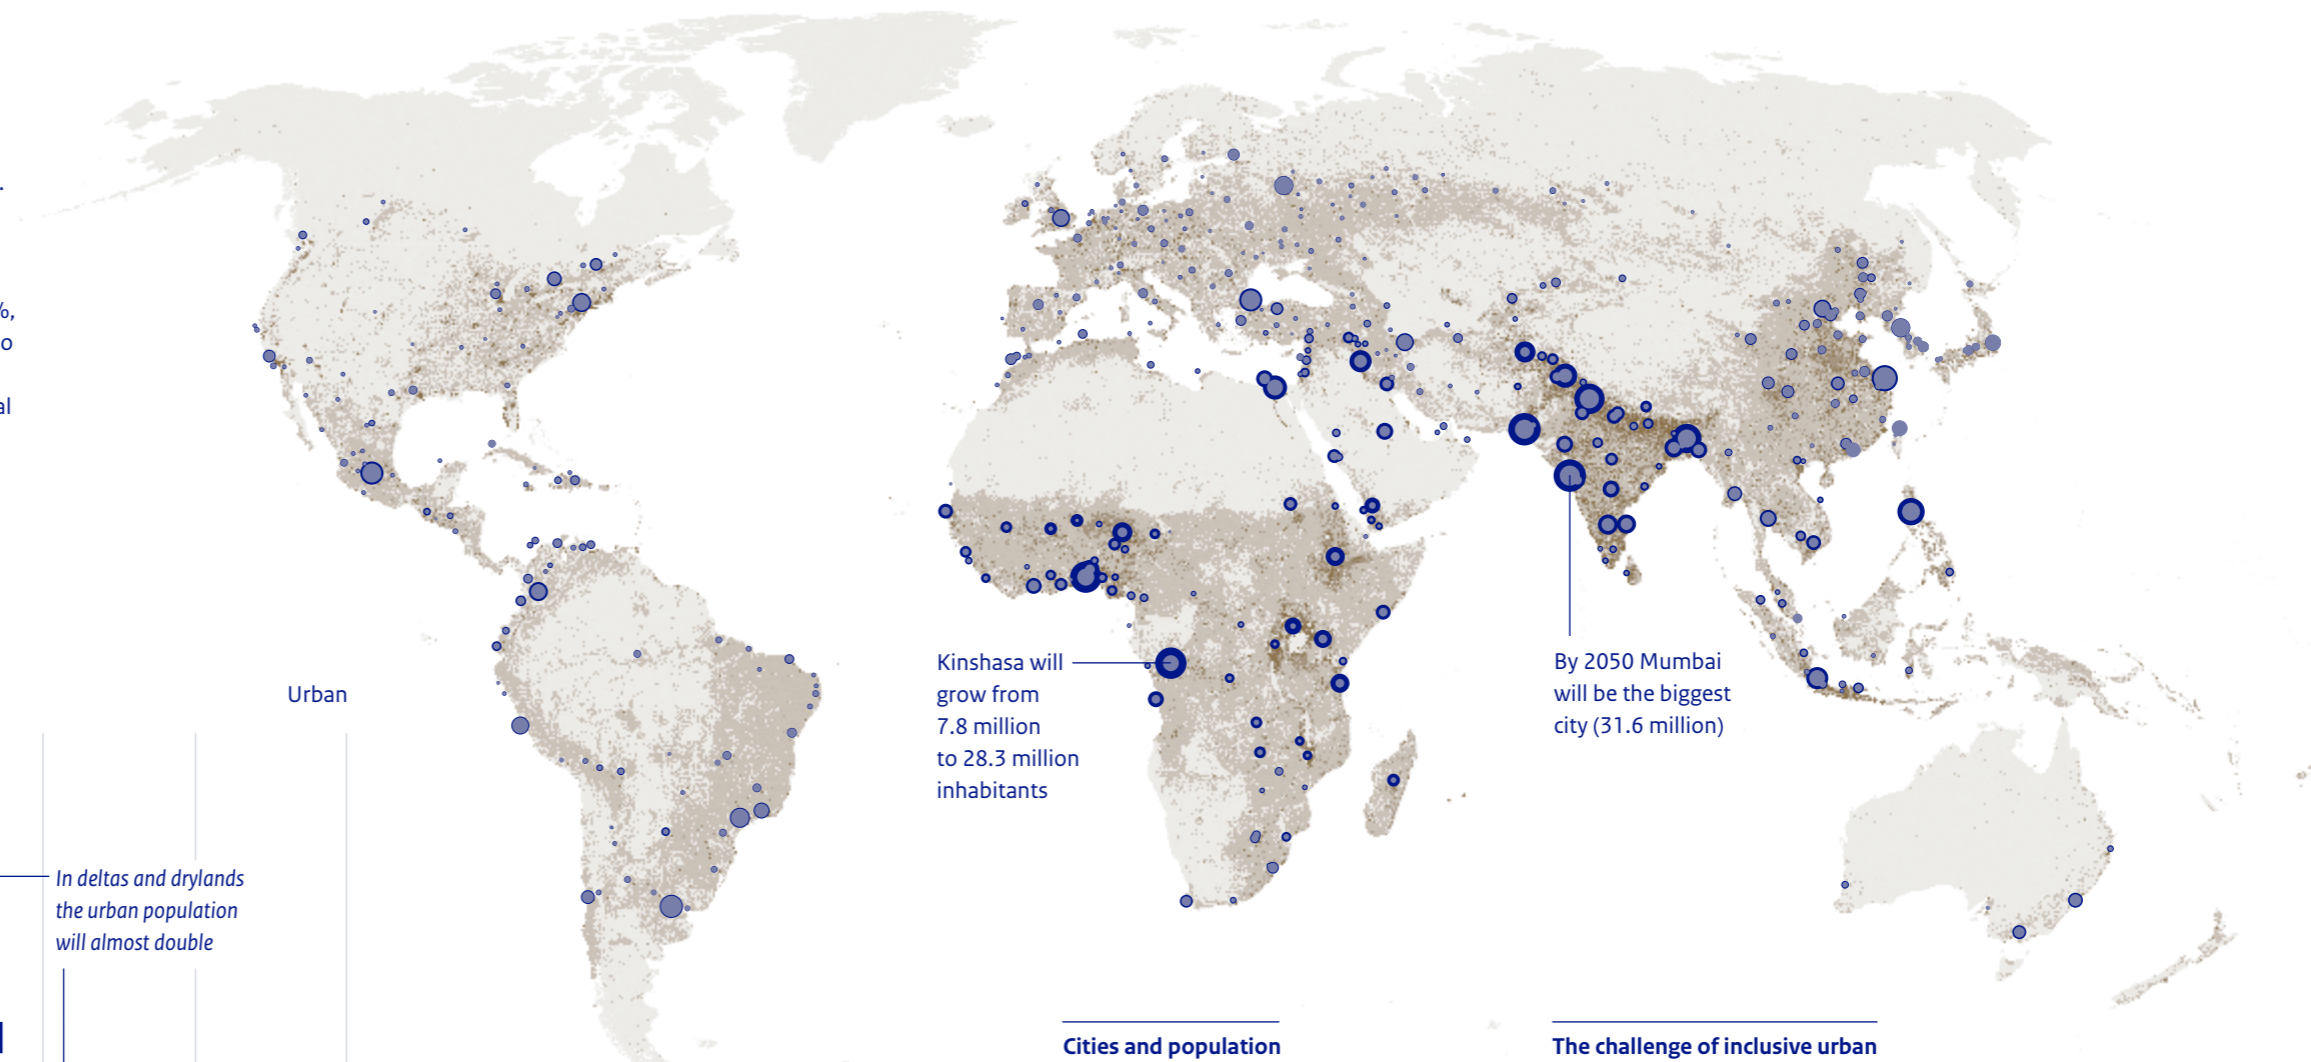 %,
o
al
Urban
In deltas and drylands
the urban population
will almost double
Kinshasa will
grow from
7.8 million
to 28.3 million
inhabitants
By 2050 Mumbai
will be the biggest
city (31.6 million)
Cities and population
The challenge of inclusive urban